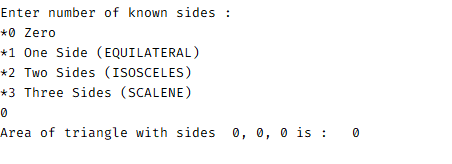 Enter number of known sides :
*0 Zero
*1 One Side (EQUILATERAL)
*2 Two Sides (ISOSCELES)
*3 Three Sides (SCALENE)
0
Area of triangle with sides  0, 0, 0 is :   0